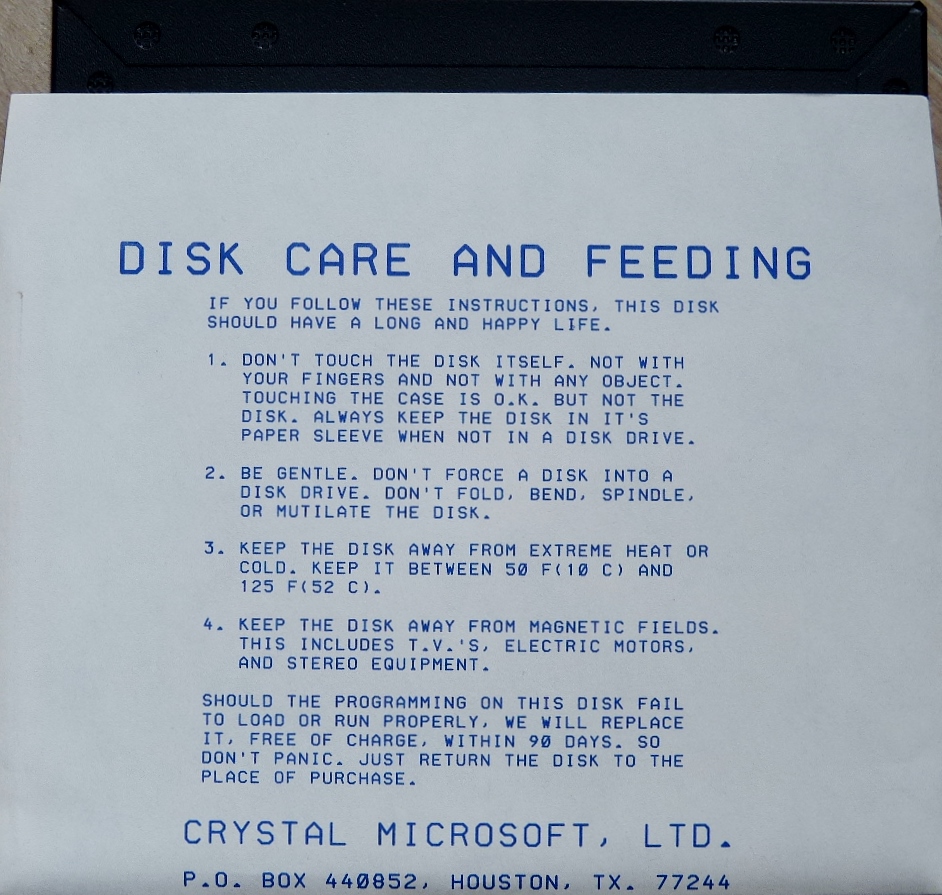 DISK CARE AND FEEDING
IF YOU FOLLOW THESE INSTRUCTIONS, THIS DISK
SHOULD HAVE A LONG AND HAPPY LIFE.
1. DON'T TOUCH THE DISK ITSELF. NOT WITH
YOUR FINGERS AND NOT WITH ANY OBJECT.
TOUCHING THE CASE IS O.K. BUT NOT THE
DISK. ALWAYS KEEP THE DISK IN IT'S
PAPER SLEEVE WHEN NOT IN A DISK DRIVE.
2. BE GENTLE. DON'T FORCE A DISK INTO A
DISK DRIVE. DON'T FOLD, BEND, SPINDLE,
OR MUTILATE THE DISK.
3. KEEP THE DISK AWAY FROM EXTREME HEAT OR
COLD. KEEP IT BETWEEN 50 F(10 C) AND
125 F(52 C).
4. KEEP THE DISK AWAY FROM MAGNETIC FIELDS.
THIS INCLUDES T.V.'S, ELECTRIC MOTORS,
AND STEREO EQUIPMENT.
SHOULD THE PROGRAMMING ON THIS DISK FAIL
TO LOAD OR RUN PROPERLY, WE WILL REPLACE
IT, FREE OF CHARGE, WITHIN 90 DAYS. SO
DON'T PANIC. JUST RETURN THE DISK TO THE
PLACE OF PURCHASE.
CRYSTAL MICROSOFT, LTD.
P.O. BOX 440852, HOUSTON, TX. 77244